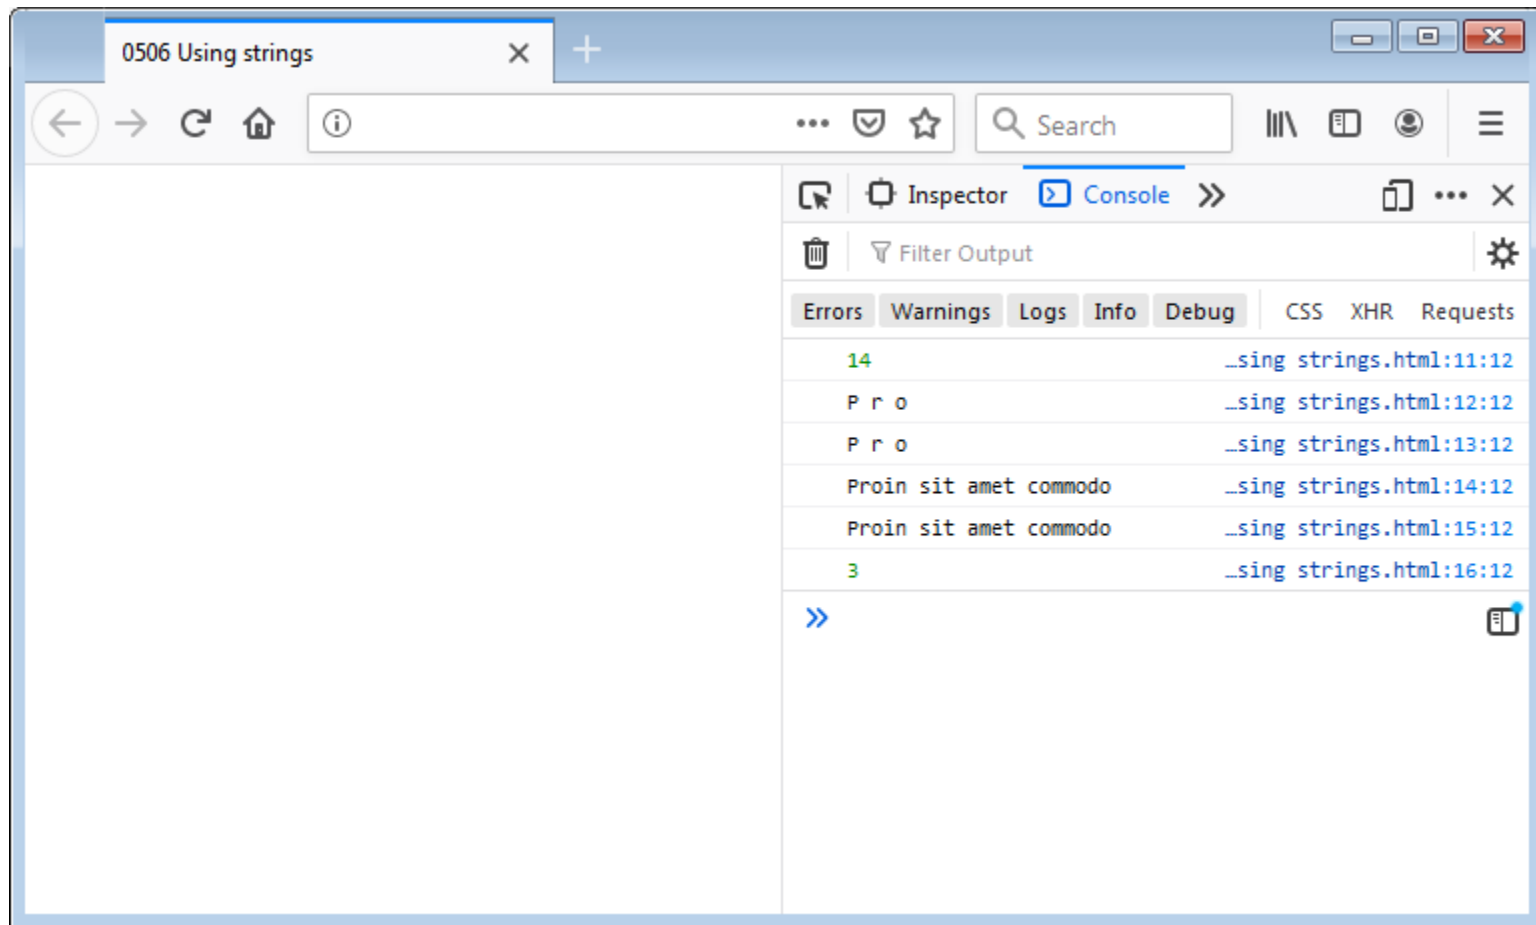 0506 Using strings
Search
Inspector Console
Filter Output
Errors Warnings Logs Info Debug CSS XHR Requests
14 …sing strings.html:11:12
P r o …sing strings.html:12:12
P r o …sing strings.html:13:12
Proin sit amet commodo …sing strings.html:14:12
Proin sit amet commodo …sing strings.html:15:12
3 …sing strings.html:16:12